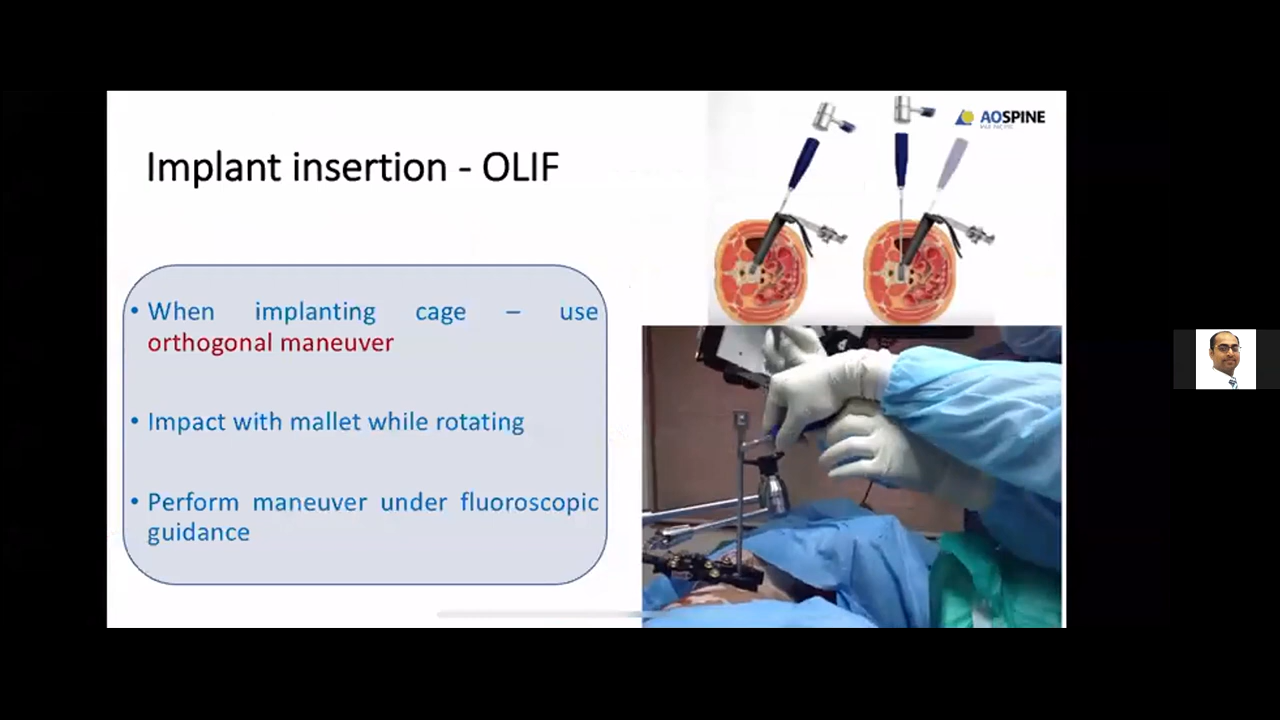 AOSPINE
Implant insertion - OLIF
• When implanting cage – use
orthogonal maneuver
• Impact with mallet while rotating
• Perform maneuver under fluoroscopic
guidance